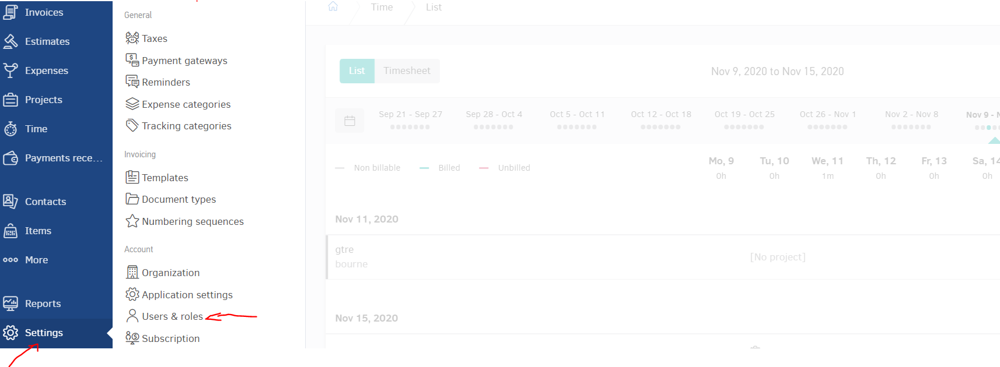 Invoices
Estimates
Expenses
Projects
Time
Payments rece...
Contacts
Items
More
Reports
Settings
General
Taxes
Payment gateways
Reminders
Expense categories
Tracking categories
Invoicing
Templates
Document types
Numbering sequences
Account
Organization
Application settings
Users & roles
Subscription
Time List
List Timesheet Nov 9, 2020 to Nov 15, 2020
Sep 21 - Sep 27 Sep 28 - Oct 4 Oct 5 - Oct 11 Oct 12 - Oct 18 Oct 19 - Oct 25 Oct 26 - Nov 1 Nov 2 - Nov 8 Nov 9 - N
Non billable Billed Unbilled
Mo, 9 Tu, 10 We, 11 Th, 12 Fr, 13 Sa, 14
0h 0h 1m 0h 0h 0h
Nov 11, 2020
gtre
bourne
[No project]
Nov 15, 2020